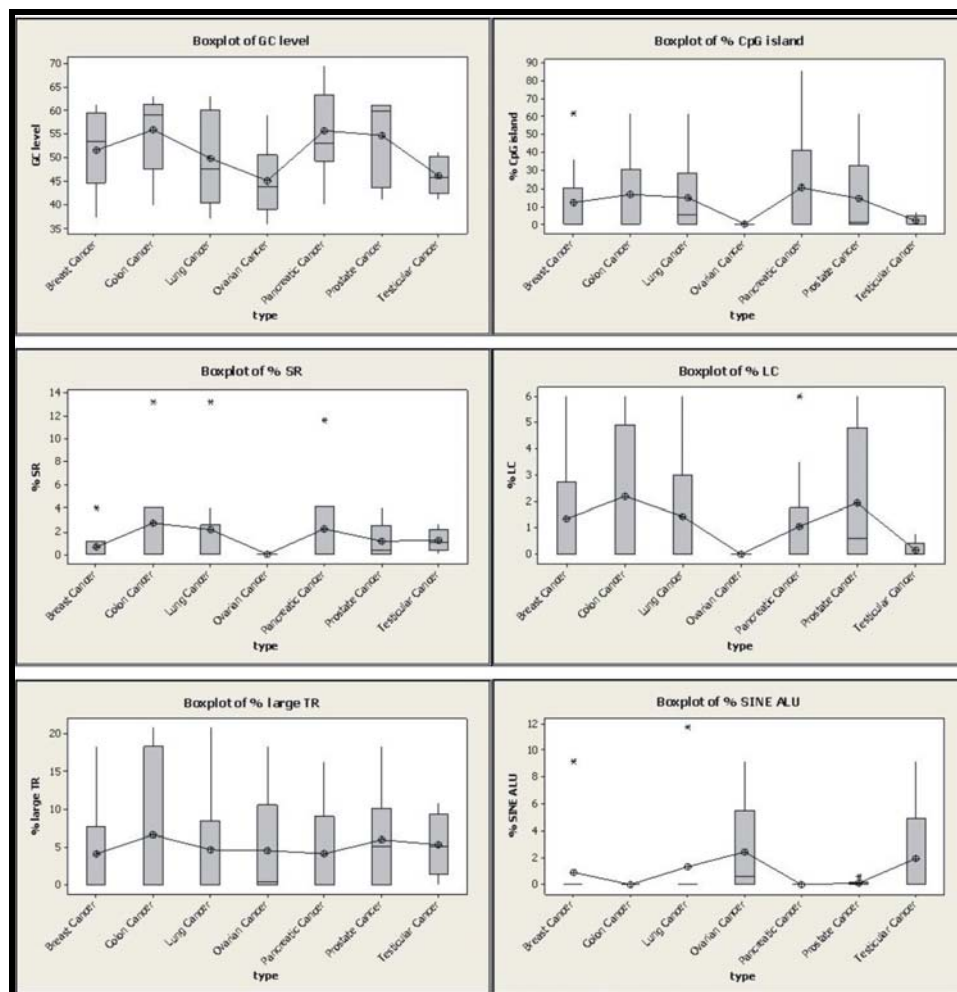 Boxplot of GC level
GC level
70
65
60
55
50
45
40
35
Breast Cancer
Colon Cancer
Lung Cancer
Ovarian Cancer
Pancreatic Cancer
Prostate Cancer
Testicular Cancer
type
Boxplot of % CpG island
% CpG island
90
80
70
60
50
40
30
20
10
0
Breast Cancer
Colon Cancer
Lung Cancer
Ovarian Cancer
Pancreatic Cancer
Prostate Cancer
Testicular Cancer
type
Boxplot of % SR
% SR
14
12
10
8
6
4
2
0
Breast Cancer
Colon Cancer
Lung Cancer
Ovarian Cancer
Pancreatic Cancer
Prostate Cancer
Testicular Cancer
type
Boxplot of % LC
% LC
6
5
4
3
2
1
0
Breast Cancer
Colon Cancer
Lung Cancer
Ovarian Cancer
Pancreatic Cancer
Prostate Cancer
Testicular Cancer
type
Boxplot of % large TR
% large TR
20
15
10
5
0
Breast Cancer
Colon Cancer
Lung Cancer
Ovarian Cancer
Pancreatic Cancer
Prostate Cancer
Testicular Cancer
type
Boxplot of % SINE ALU
% SINE ALU
12
10
8
6
4
2
0
Breast Cancer
Colon Cancer
Lung Cancer
Ovarian Cancer
Pancreatic Cancer
Prostate Cancer
Testicular Cancer
type